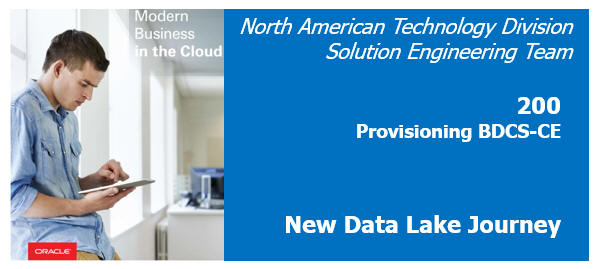 Modern
Business
in the Cloud
ORACLE
North American Technology Division
Solution Engineering Team
200
Provisioning BDCS-CE
New Data Lake Journey